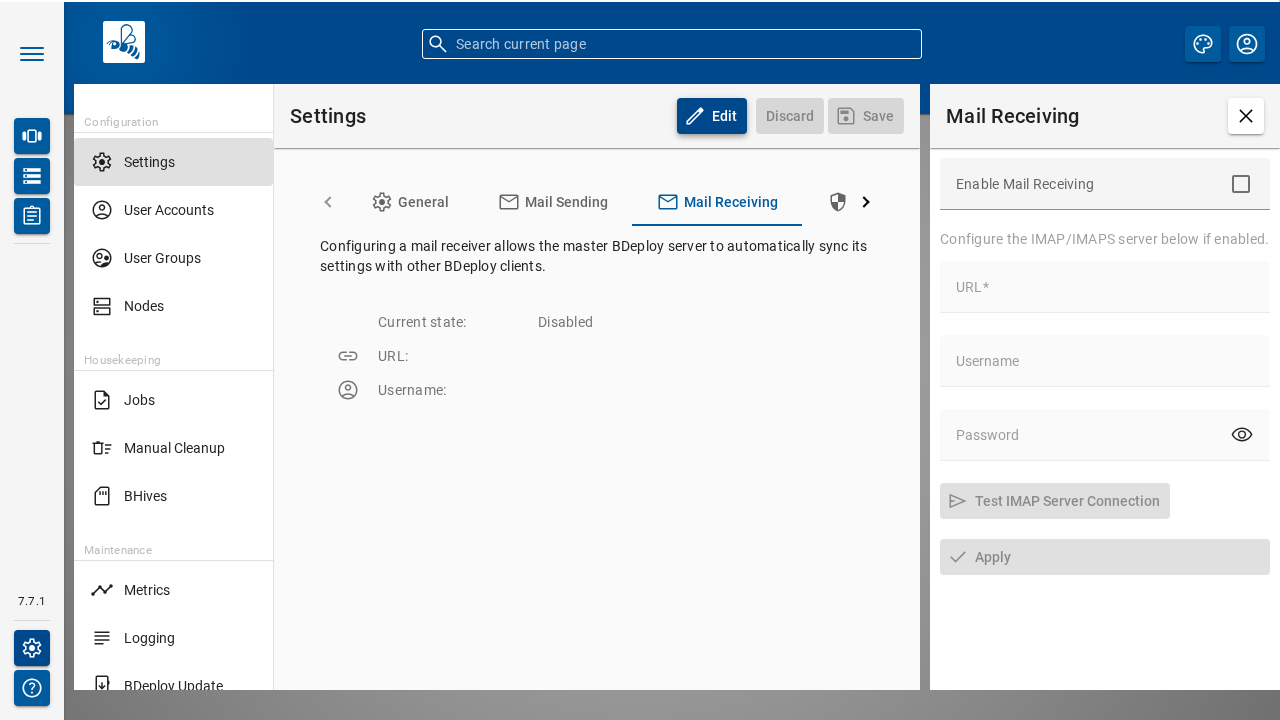 Search current page
Configuration
Settings
User Accounts
User Groups
Nodes
Housekeeping
Jobs
Manual Cleanup
BHives
Maintenance
Metrics
Logging
BDeploy Update
7.7.1
Settings
Edit
Discard
Save
General
Mail Sending
Mail Receiving
Configuring a mail receiver allows the master BDeploy server to automatically sync its
settings with other BDeploy clients.
Current state: Disabled
URL:
Username:
Mail Receiving
Enable Mail Receiving
Configure the IMAP/IMAPS server below if enabled.
URL*
Username
Password
Test IMAP Server Connection
Apply